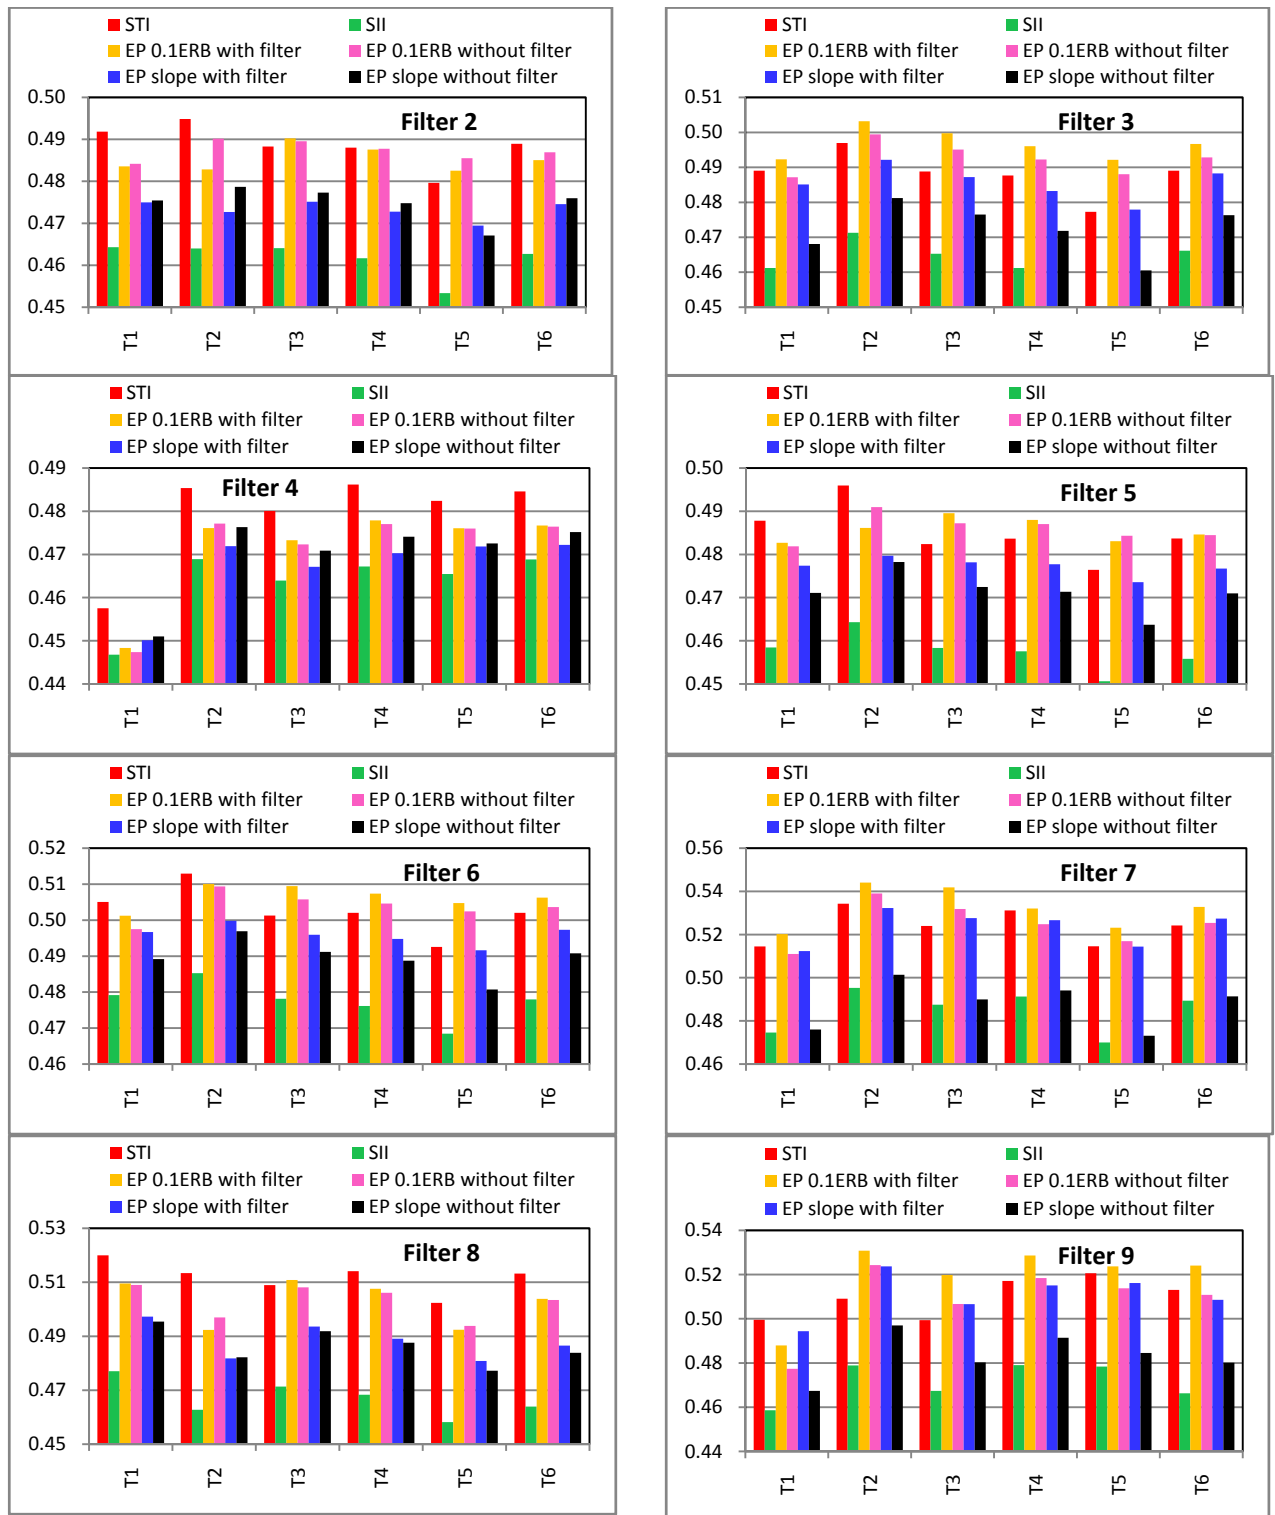 STI SII
EP 0.1ERB with filter EP 0.1ERB without filter
EP slope with filter EP slope without filter
Filter 2
0.50
0.49
0.48
0.47
0.46
0.45
T1 T2 T3 T4 T5 T6
STI SII
EP 0.1ERB with filter EP 0.1ERB without filter
EP slope with filter EP slope without filter
Filter 3
0.51
0.50
0.49
0.48
0.47
0.46
0.45
T1 T2 T3 T4 T5 T6
STI SII
EP 0.1ERB with filter EP 0.1ERB without filter
EP slope with filter EP slope without filter
Filter 4
0.49
0.48
0.47
0.46
0.45
0.44
T1 T2 T3 T4 T5 T6
STI SII
EP 0.1ERB with filter EP 0.1ERB without filter
EP slope with filter EP slope without filter
Filter 5
0.50
0.49
0.48
0.47
0.46
0.45
T1 T2 T3 T4 T5 T6
STI SII
EP 0.1ERB with filter EP 0.1ERB without filter
EP slope with filter EP slope without filter
Filter 6
0.52
0.51
0.50
0.49
0.48
0.47
0.46
T1 T2 T3 T4 T5 T6
STI SII
EP 0.1ERB with filter EP 0.1ERB without filter
EP slope with filter EP slope without filter
Filter 7
0.56
0.54
0.52
0.50
0.48
0.46
T1 T2 T3 T4 T5 T6
STI SII
EP 0.1ERB with filter EP 0.1ERB without filter
EP slope with filter EP slope without filter
Filter 8
0.53
0.51
0.49
0.47
0.45
T1 T2 T3 T4 T5 T6
STI SII
EP 0.1ERB with filter EP 0.1ERB without filter
EP slope with filter EP slope without filter
Filter 9
0.54
0.52
0.50
0.48
0.46
0.44
T1 T2 T3 T4 T5 T6